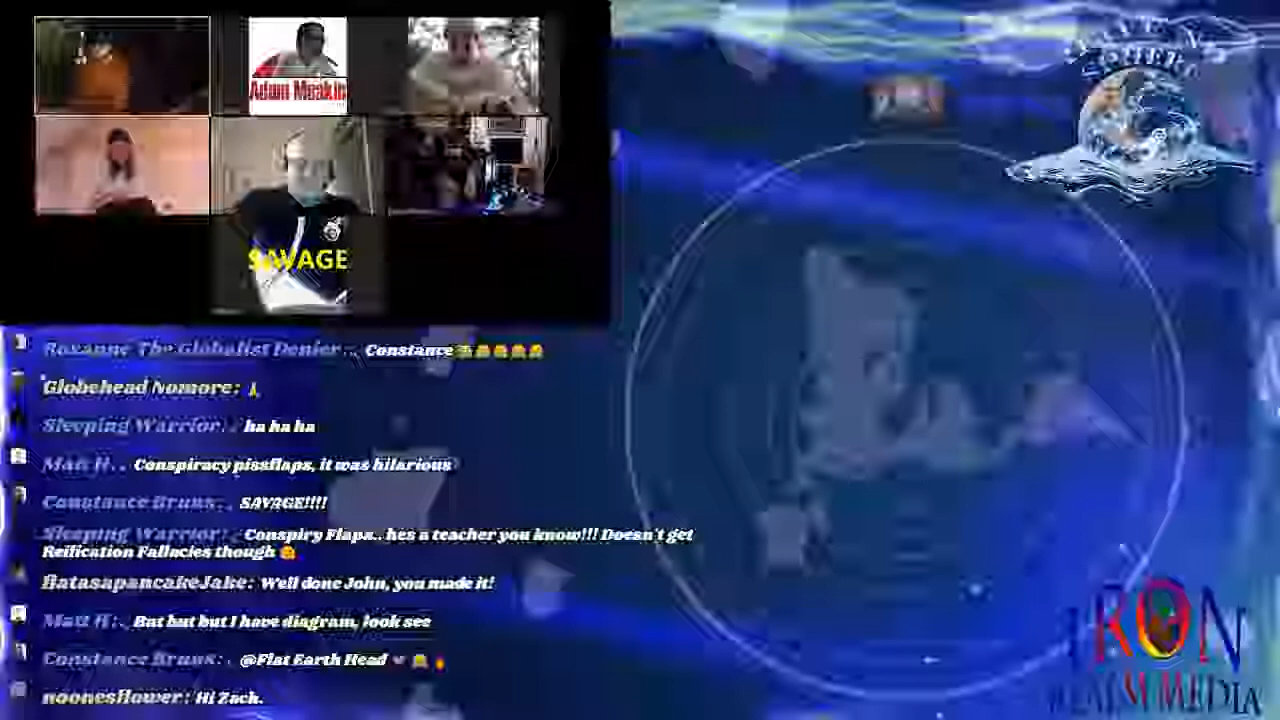 Adam Meakin
SAVAGE
Roxanne The Globalist Denier: Constance
Globehead Nomore:
Sleeping Warrior: ha ha ha
Matt H.: Conspiracy pissflaps, it was hilarious
Constance Bruns: SAVAGE!!!!
Sleeping Warrior: Conspiry Flaps.. hes a teacher you know!!! Doesn't get
Reification Fallacies though
flatasapancakeJake: Well done John, you made it!
Matt H: But but but I have diagram, look see
Constance Bruns: @Flat Earth Head
noonesflower: Hi Zach.
IRON
REALM MEDIA